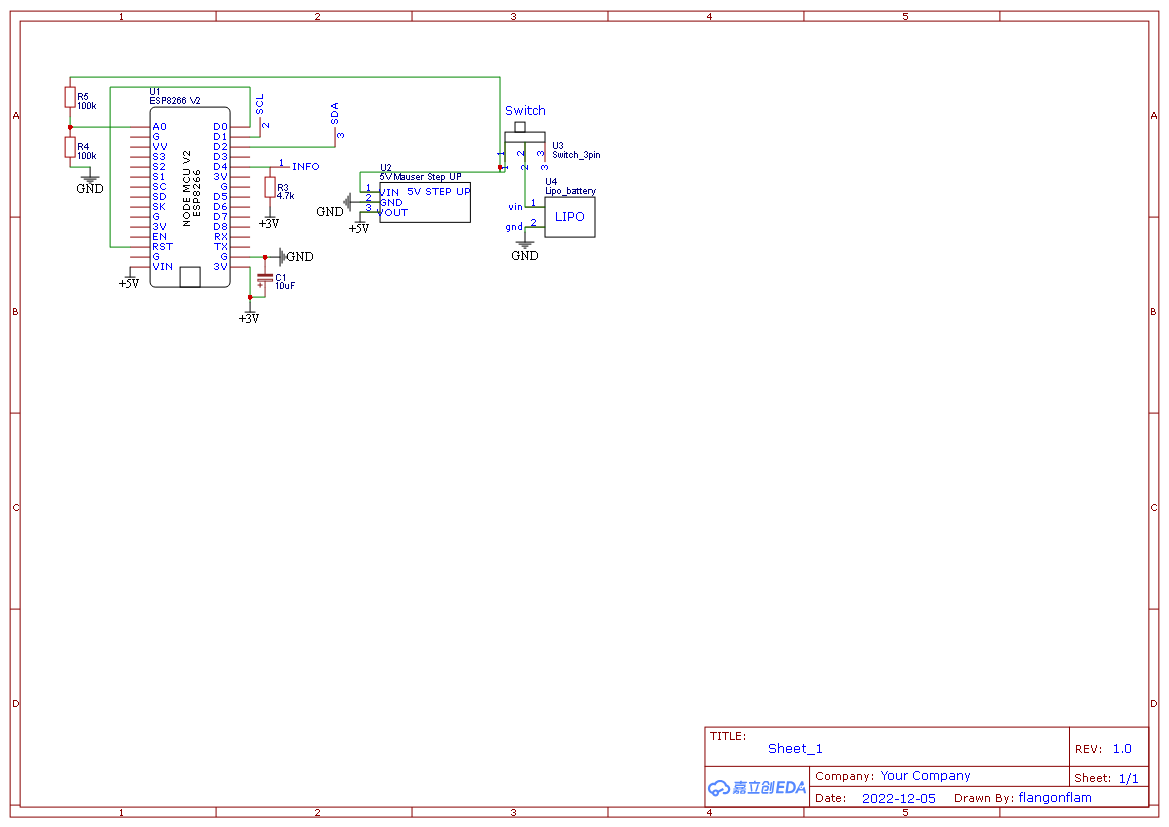 1 2 3 4 5
A
B
C
D
A
B
C
D
1 2 3 4 5
R5
100k
R4
100k
GND
U1
ESP8266 V2
NODE MCU V2
ESP8266
A0
G
VV
S3
S2
S1
SC
SD
SK
G
3V
EN
RST
G
VIN
D0
D1
D2
D3
D4
3V
G
D5
D6
D7
D8
RX
TX
G
3V
+5V
SCL
2
SDA
3
1 INFO
R3
4.7k
+3V
GND
C1
10uF
+
+3V
U2
5V Mauser Step UP
1 VIN 5V STEP UP
2 GND
3 VOUT
GND
+5V
Switch
U3
Switch_3pin
1 2 3
1 2 3
U4
Lipo_battery
vin 1
gnd 2
LIPO
GND
TITLE:
Sheet_1
REV: 1.0
嘉立创EDA
Company: Your Company
Sheet: 1/1
Date: 2022-12-05 Drawn By: flangonflam